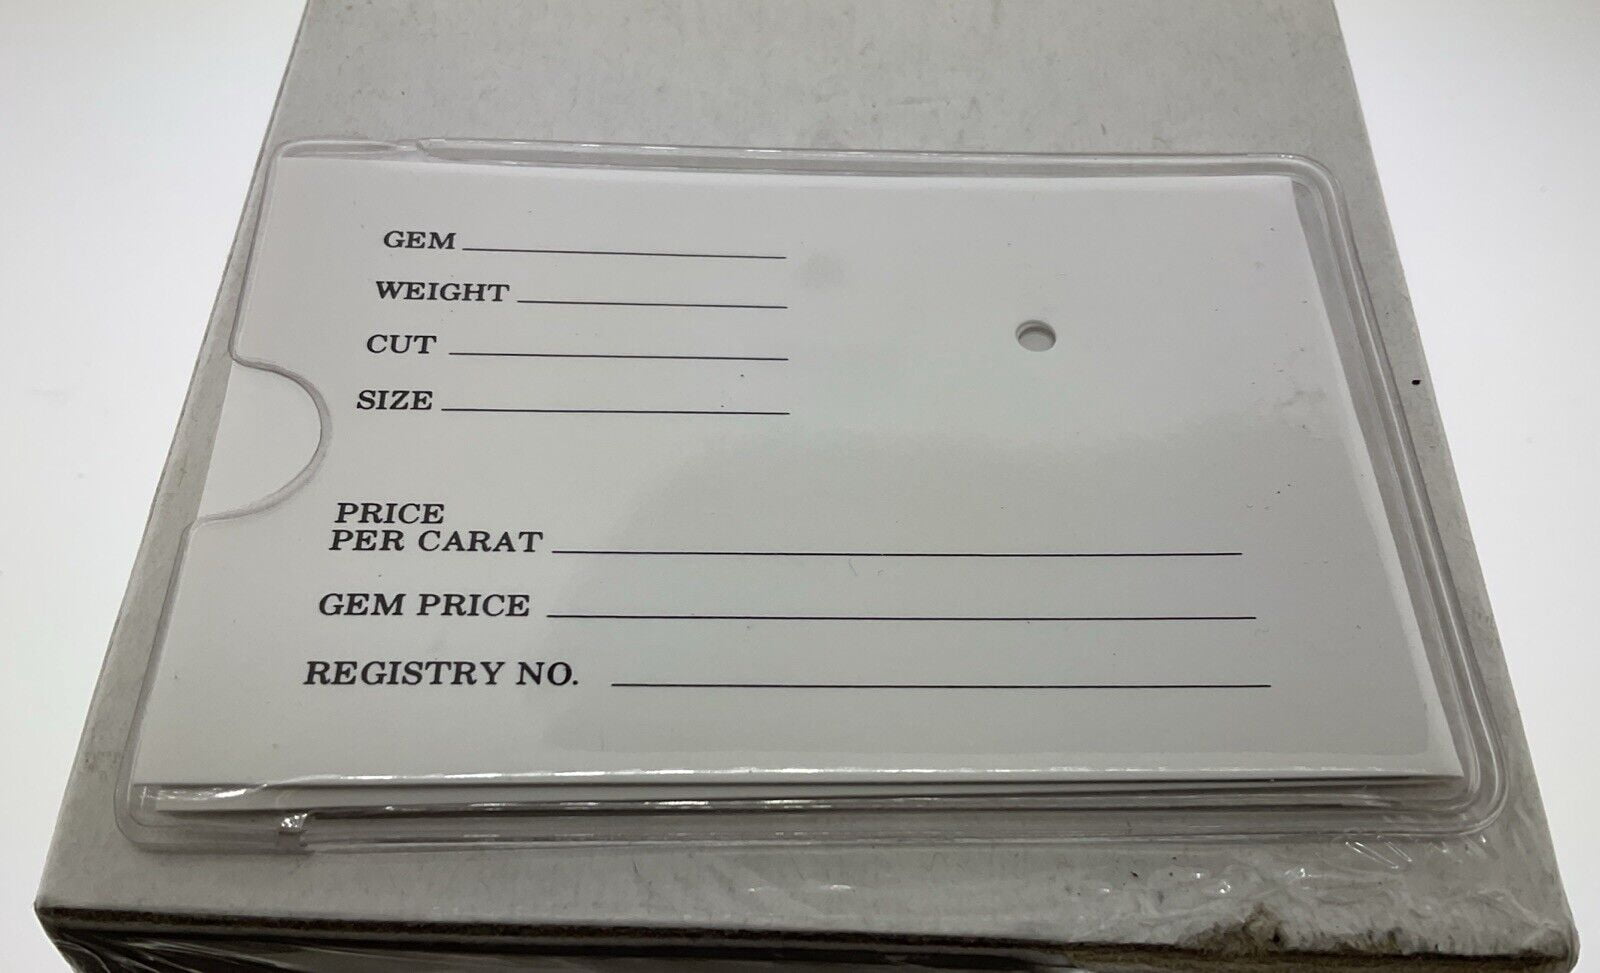 GEM
WEIGHT
CUT
SIZE
PRICE
PER CARAT
GEM PRICE
REGISTRY NO.